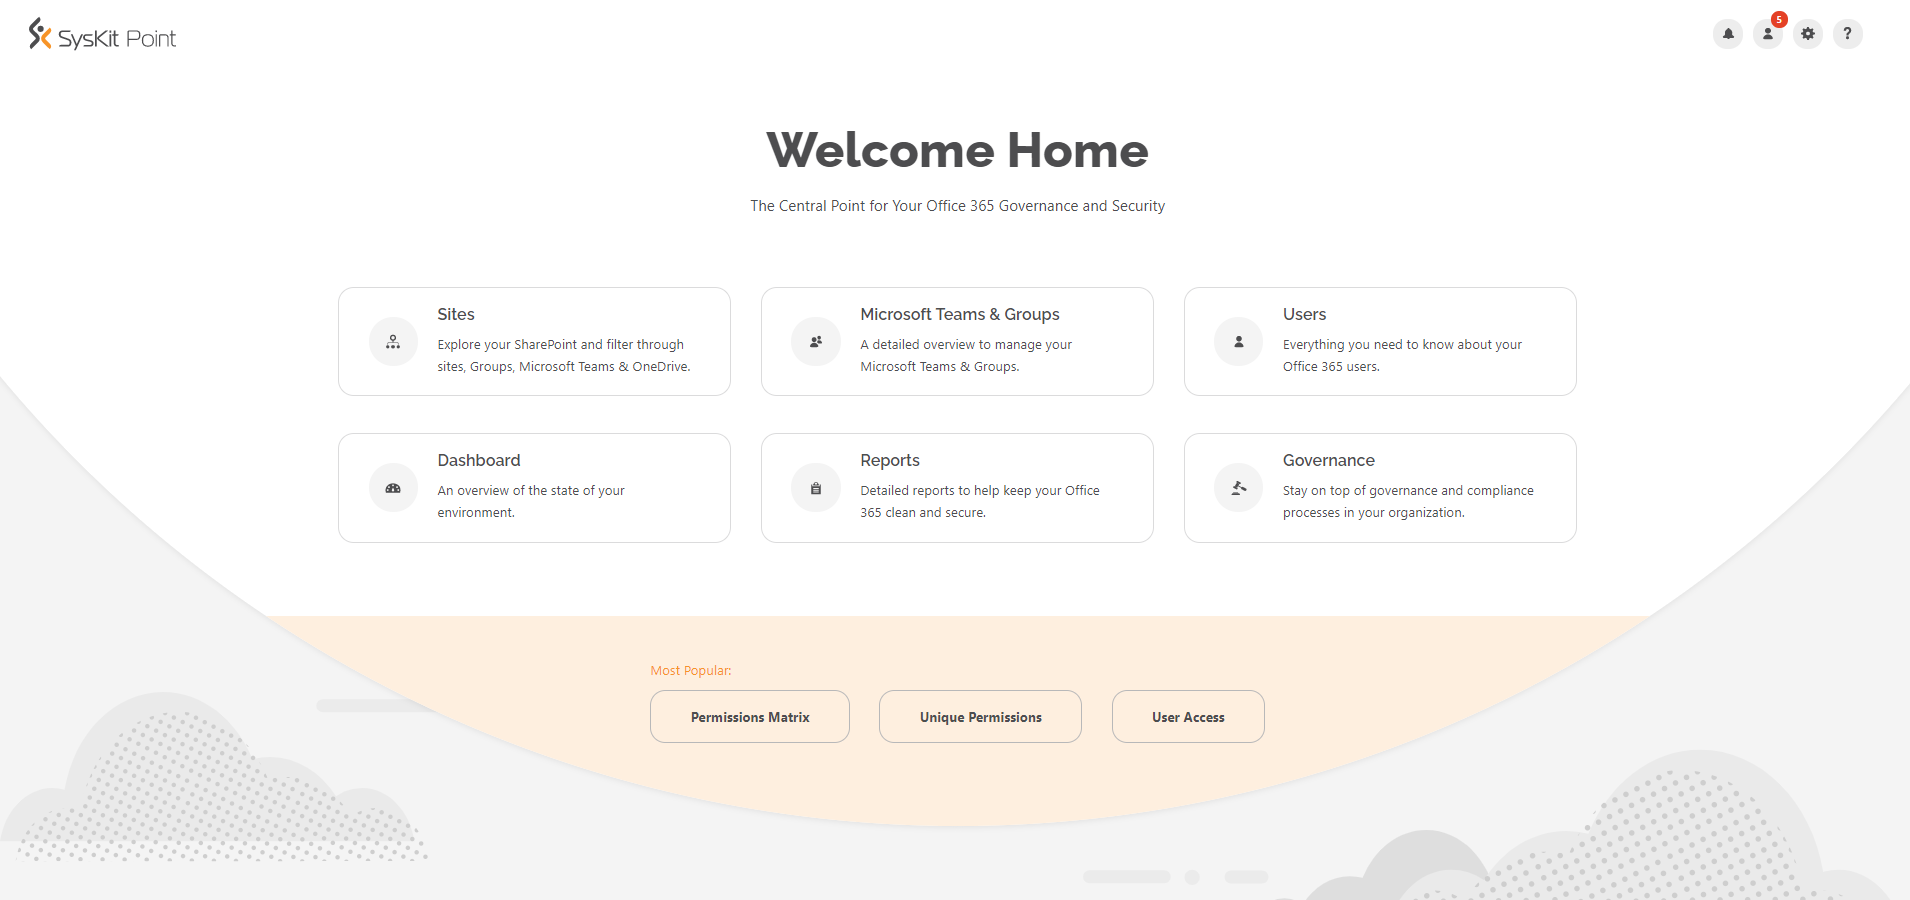 SysKit Point
5
?
Welcome Home
The Central Point for Your Office 365 Governance and Security
Sites
Explore your SharePoint and filter through
sites, Groups, Microsoft Teams & OneDrive.
Microsoft Teams & Groups
A detailed overview to manage your
Microsoft Teams & Groups.
Users
Everything you need to know about your
Office 365 users.
Dashboard
An overview of the state of your
environment.
Reports
Detailed reports to help keep your Office
365 clean and secure.
Governance
Stay on top of governance and compliance
processes in your organization.
Most Popular:
Permissions Matrix
Unique Permissions
User Access